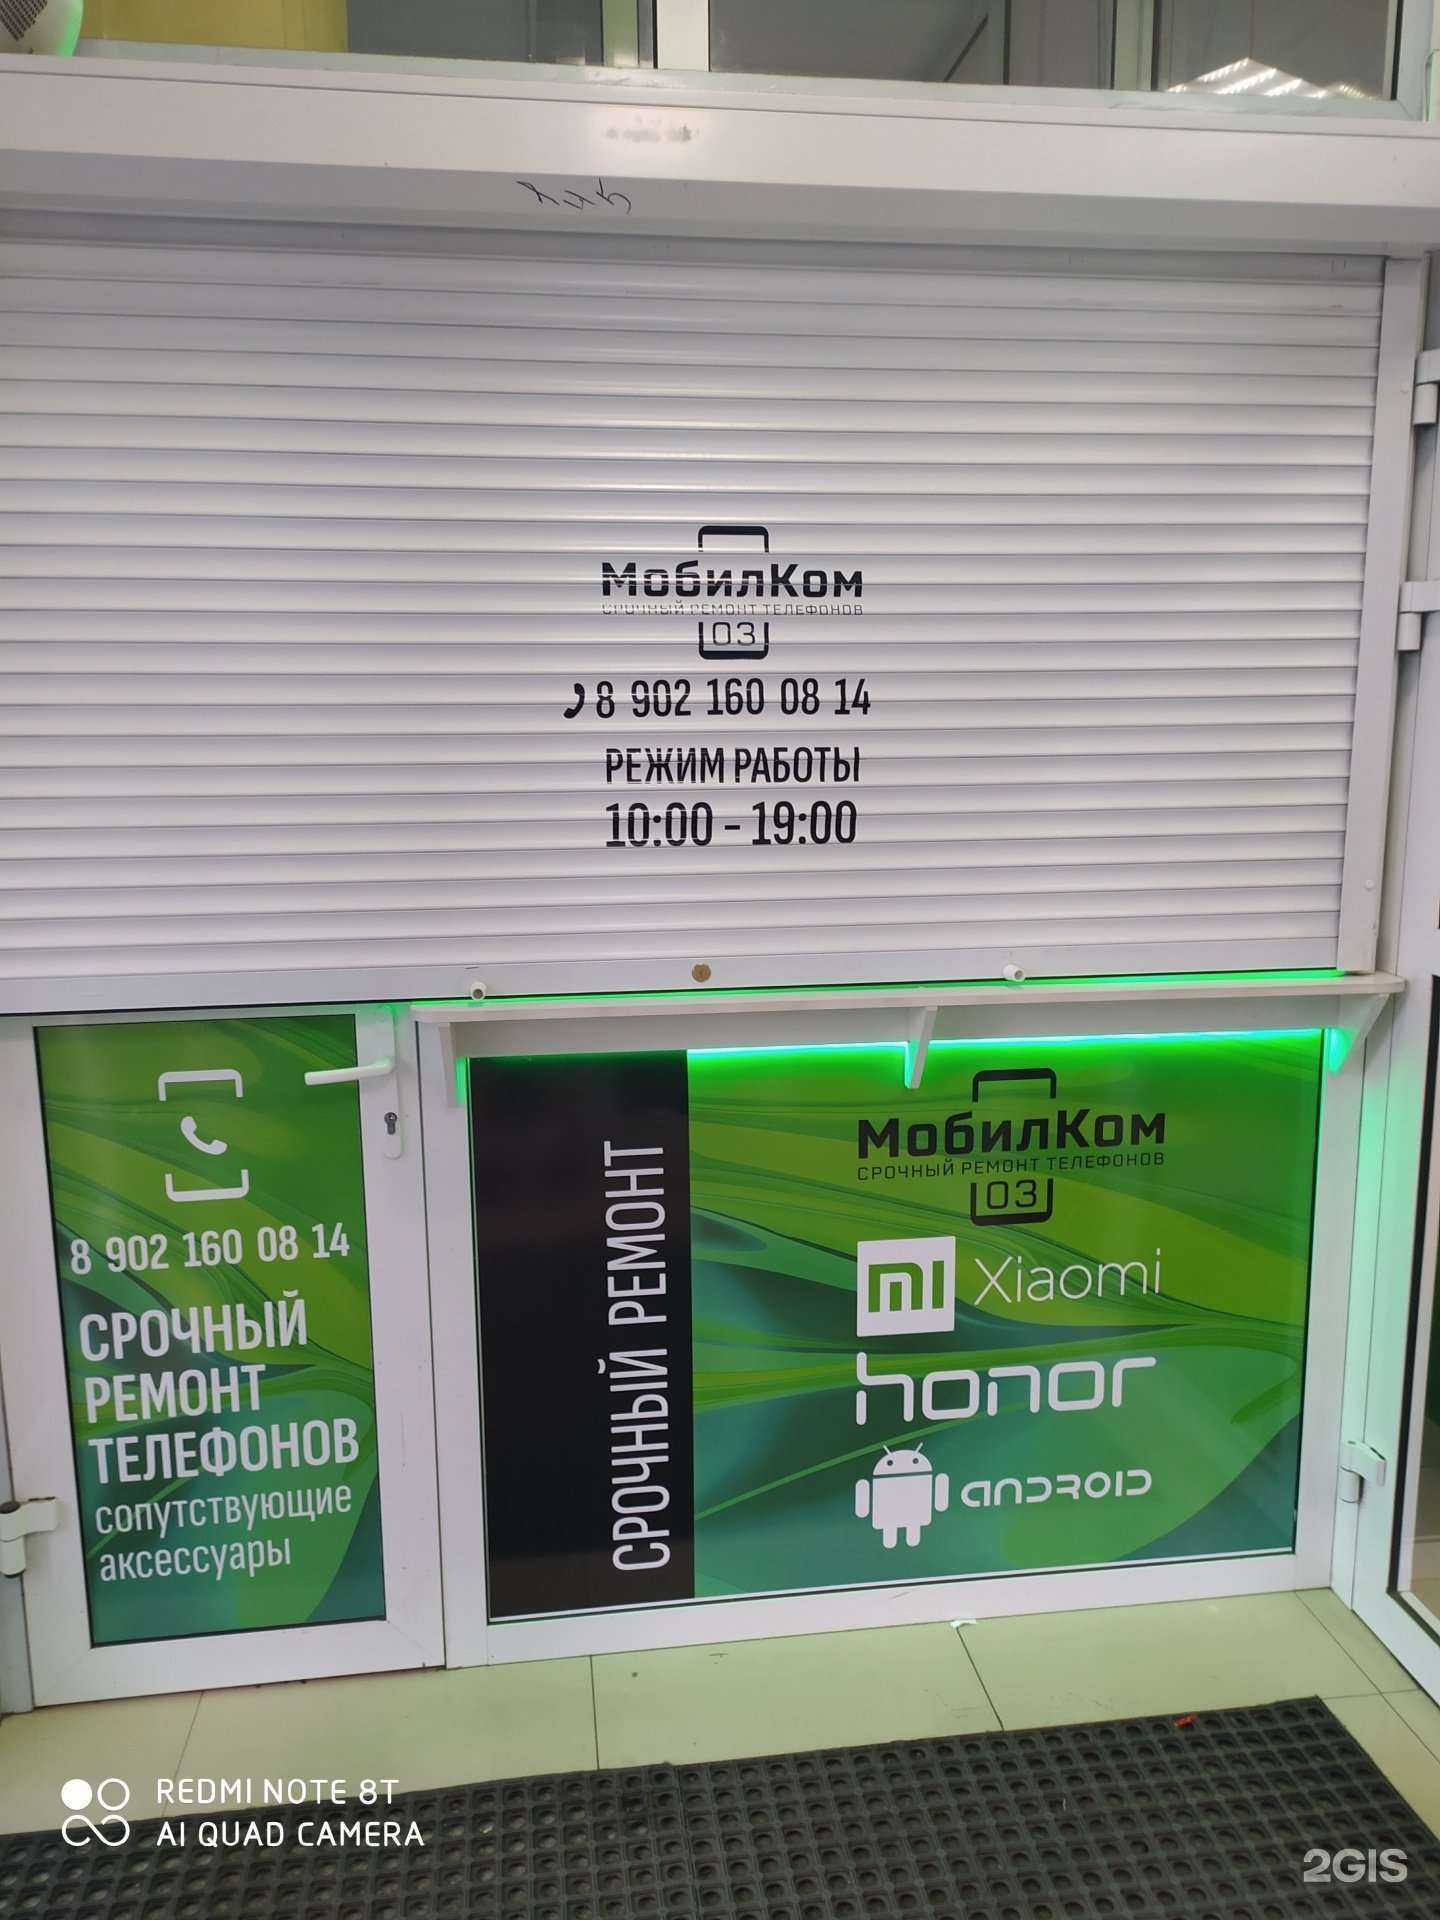 МобилКом
СРОЧНЫЙ РЕМОНТ ТЕЛЕФОНОВ
03
8 902 160 08 14
РЕЖИМ РАБОТЫ
10:00 - 19:00
8 902 160 08 14
СРОЧНЫЙ
РЕМОНТ
ТЕЛЕФОНОВ
сопутствующие
аксессуары
СРОЧНЫЙ РЕМОНТ
МобилКом
СРОЧНЫЙ РЕМОНТ ТЕЛЕФОНОВ
03
mi Xiaomi
honor
android
REDMI NOTE 8T
AI QUAD CAMERA
2GIS